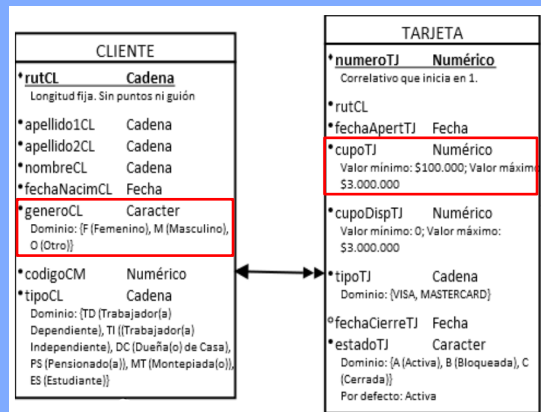 CLIENTE
rutCL Cadena
Longitud fija. Sin puntos ni guión
apellido1CL Cadena
apellido2CL Cadena
nombreCL Cadena
fechaNacimCL Fecha
generoCL Caracter
Dominio: {F (Femenino), M (Masculino),
O (Otro)}
codigoCM Numérico
tipoCL Cadena
Dominio: {TD (Trabajador(a)
Dependiente), TI ((Trabajador(a)
Independiente), DC (Dueña(o) de Casa),
PS (Pensionado(a)), MT (Montepiada(o)),
ES (Estudiante)}
TARJETA
numeroTJ Numérico
Correlativo que inicia en 1.
rutCL
fechaApertTJ Fecha
cupoTJ Numérico
Valor mínimo: $100.000; Valor máximo
$3.000.000
cupoDispTJ Numérico
Valor minimo: 0; Valor máximo:
$3.000.000
tipoTJ Cadena
Dominio: {VISA, MASTERCARD}
fechaCierreTJ Fecha
estadoTJ Caracter
Dominio: {A (Activa), B (Bloqueada), C
(Cerrada)}
Por defecto: Activa